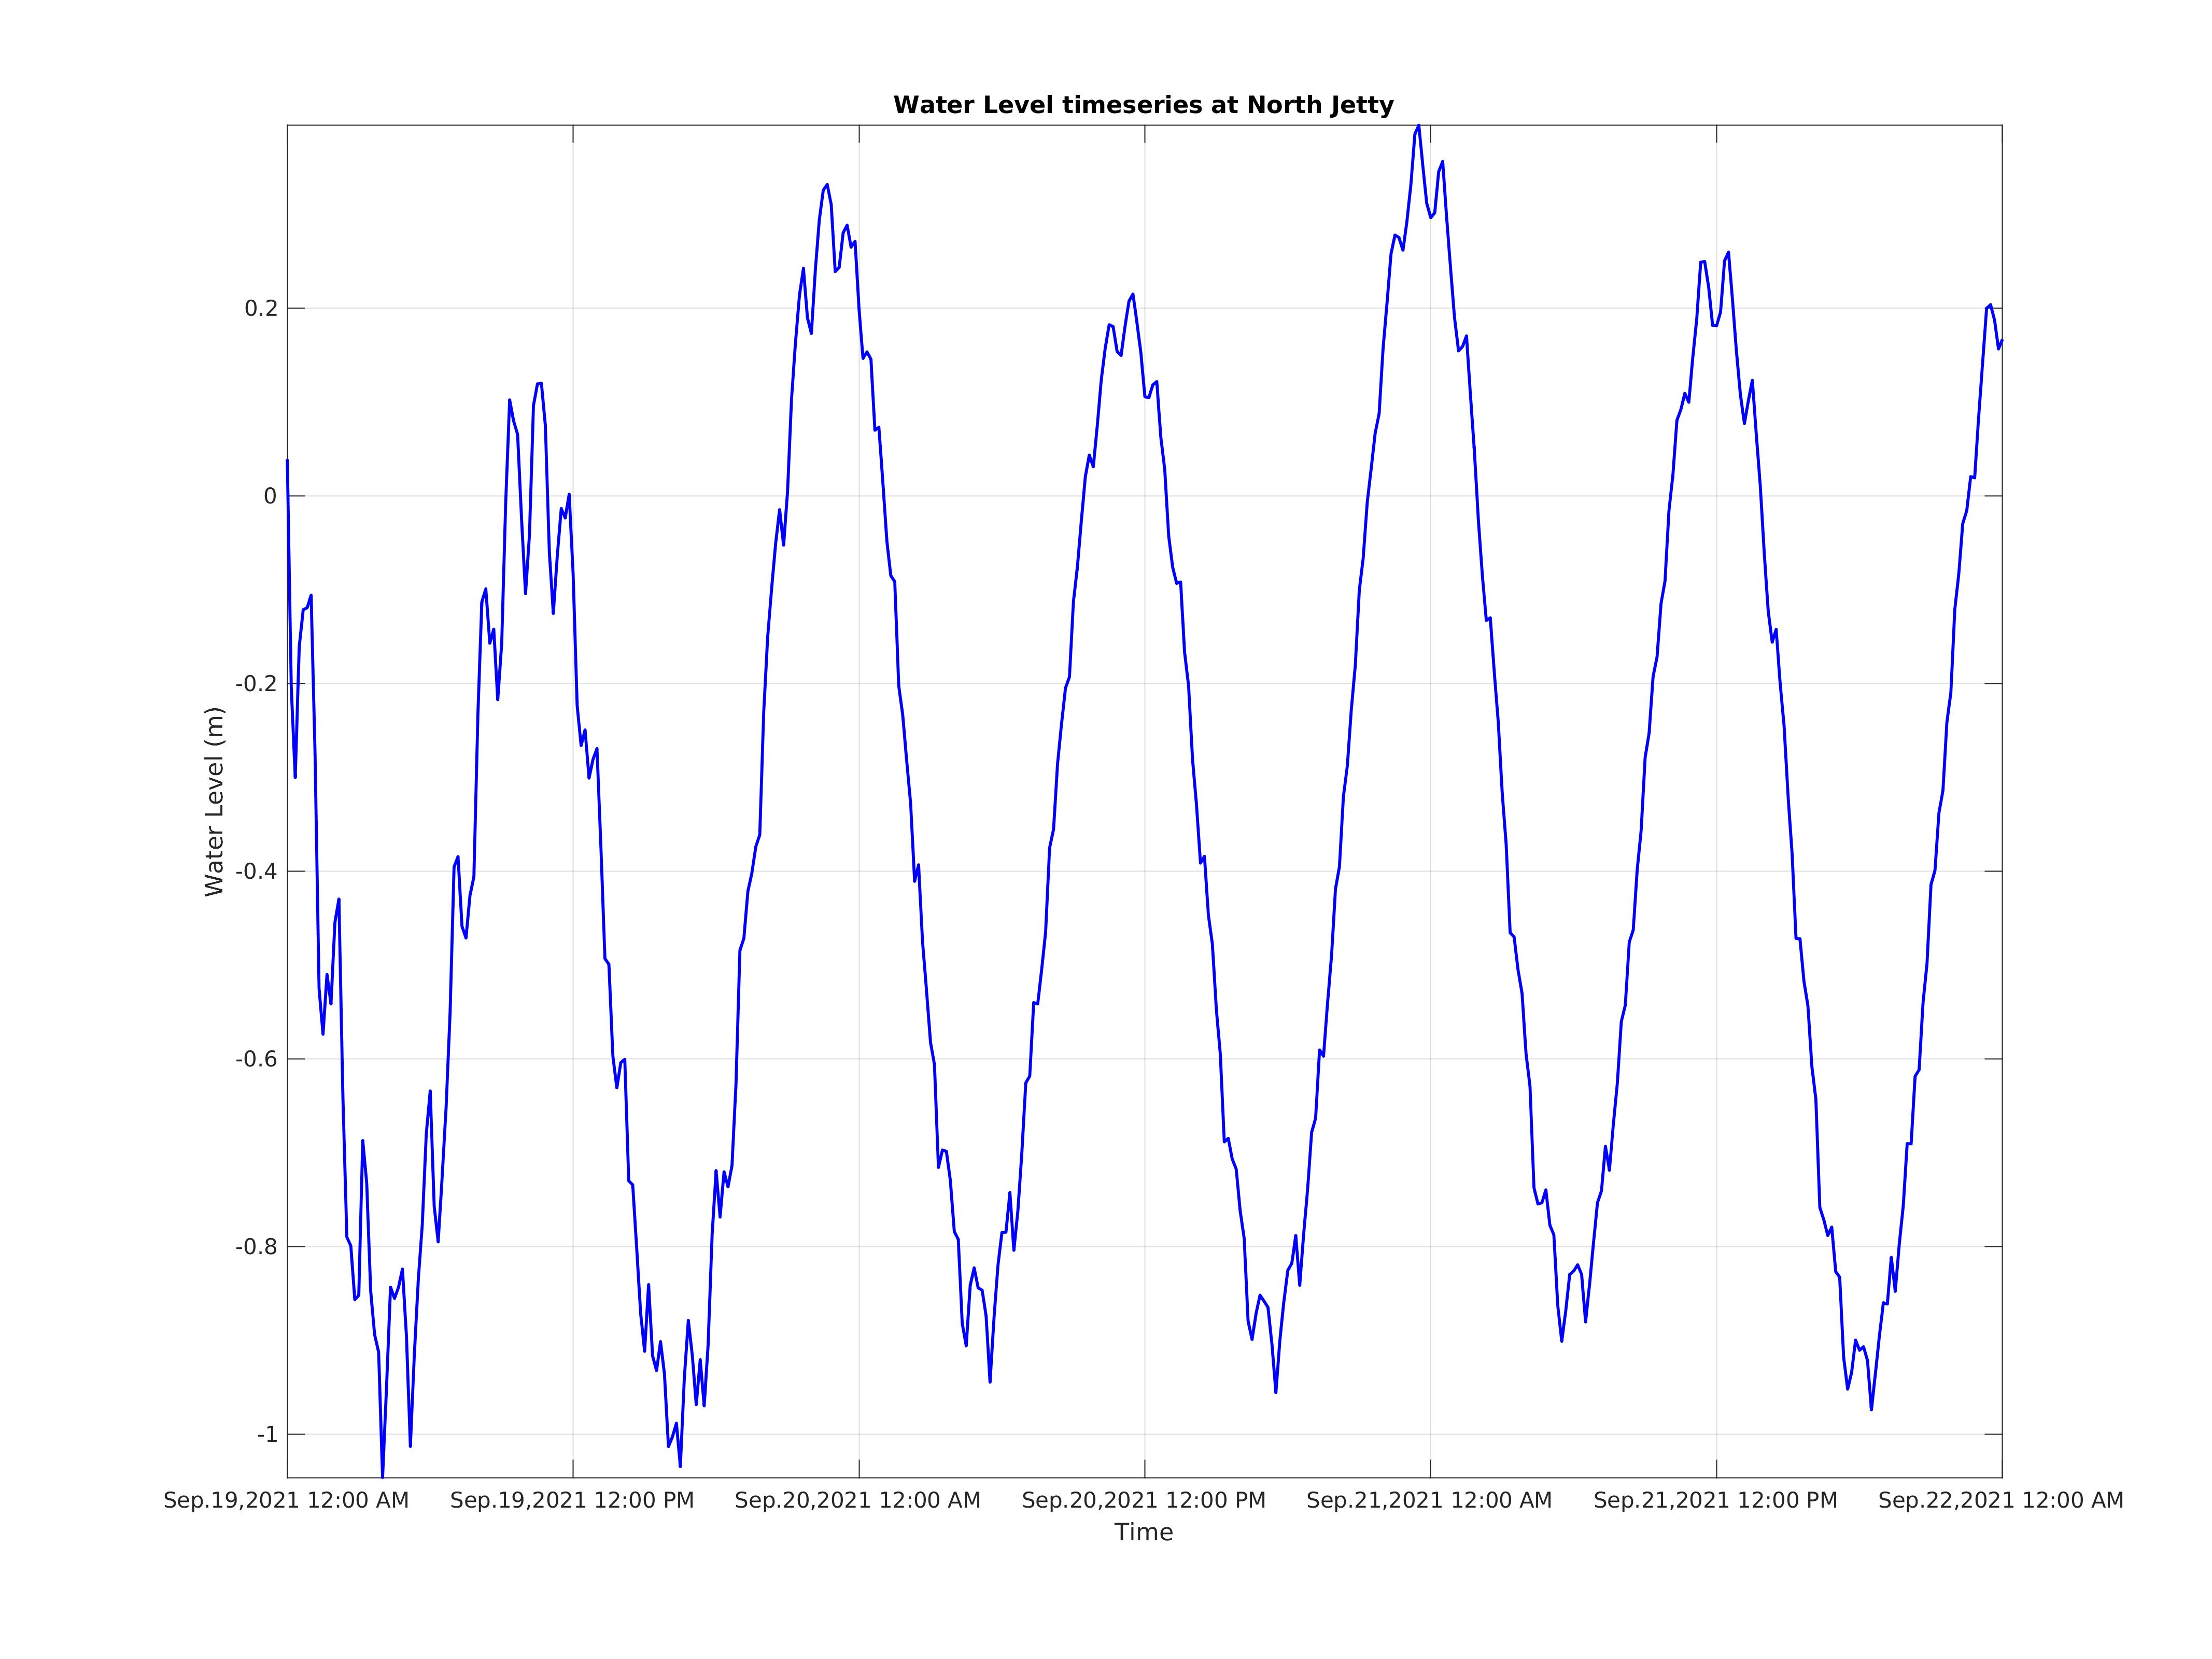 Water Level timeseries at North Jetty
0.2
0
-0.2
-0.4
-0.6
-0.8
-1
Water Level (m)
Sep.19,2021 12:00 AM
Sep.19,2021 12:00 PM
Sep.20,2021 12:00 AM
Sep.20,2021 12:00 PM
Sep.21,2021 12:00 AM
Sep.21,2021 12:00 PM
Sep.22,2021 12:00 AM
Time